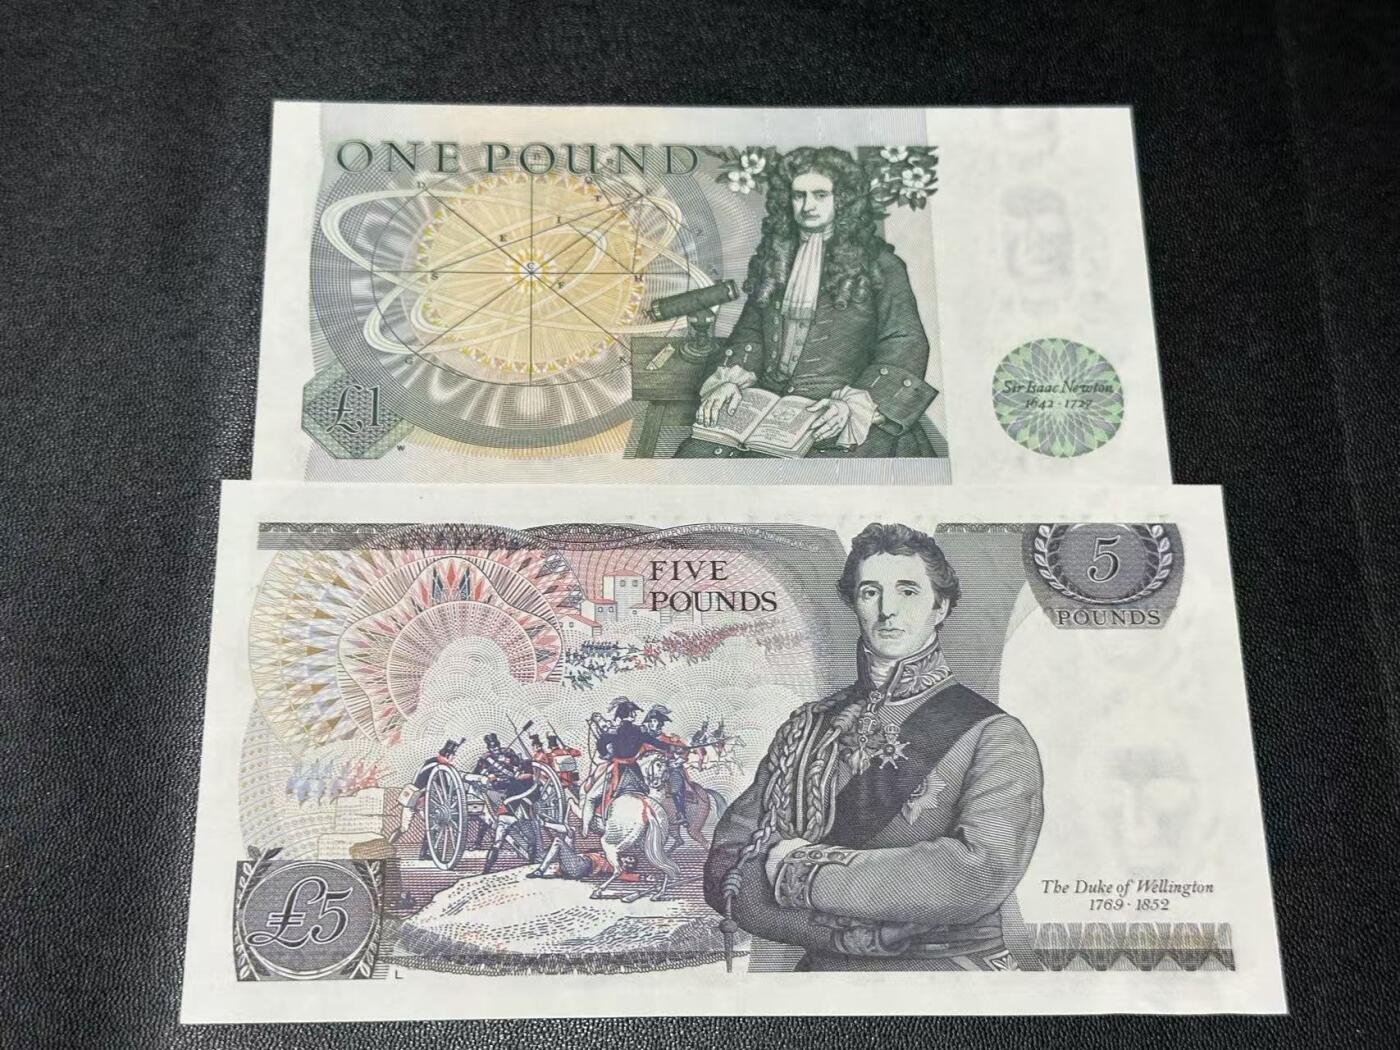 ONE POUND
D
T
Z
I
E
A
C
S
H
F
G
K
£1
W
Sir Isaac Newton
1642 · 1727
FIVE
POUNDS
5
POUNDS
£5
L
The Duke of Wellington
1769 · 1852